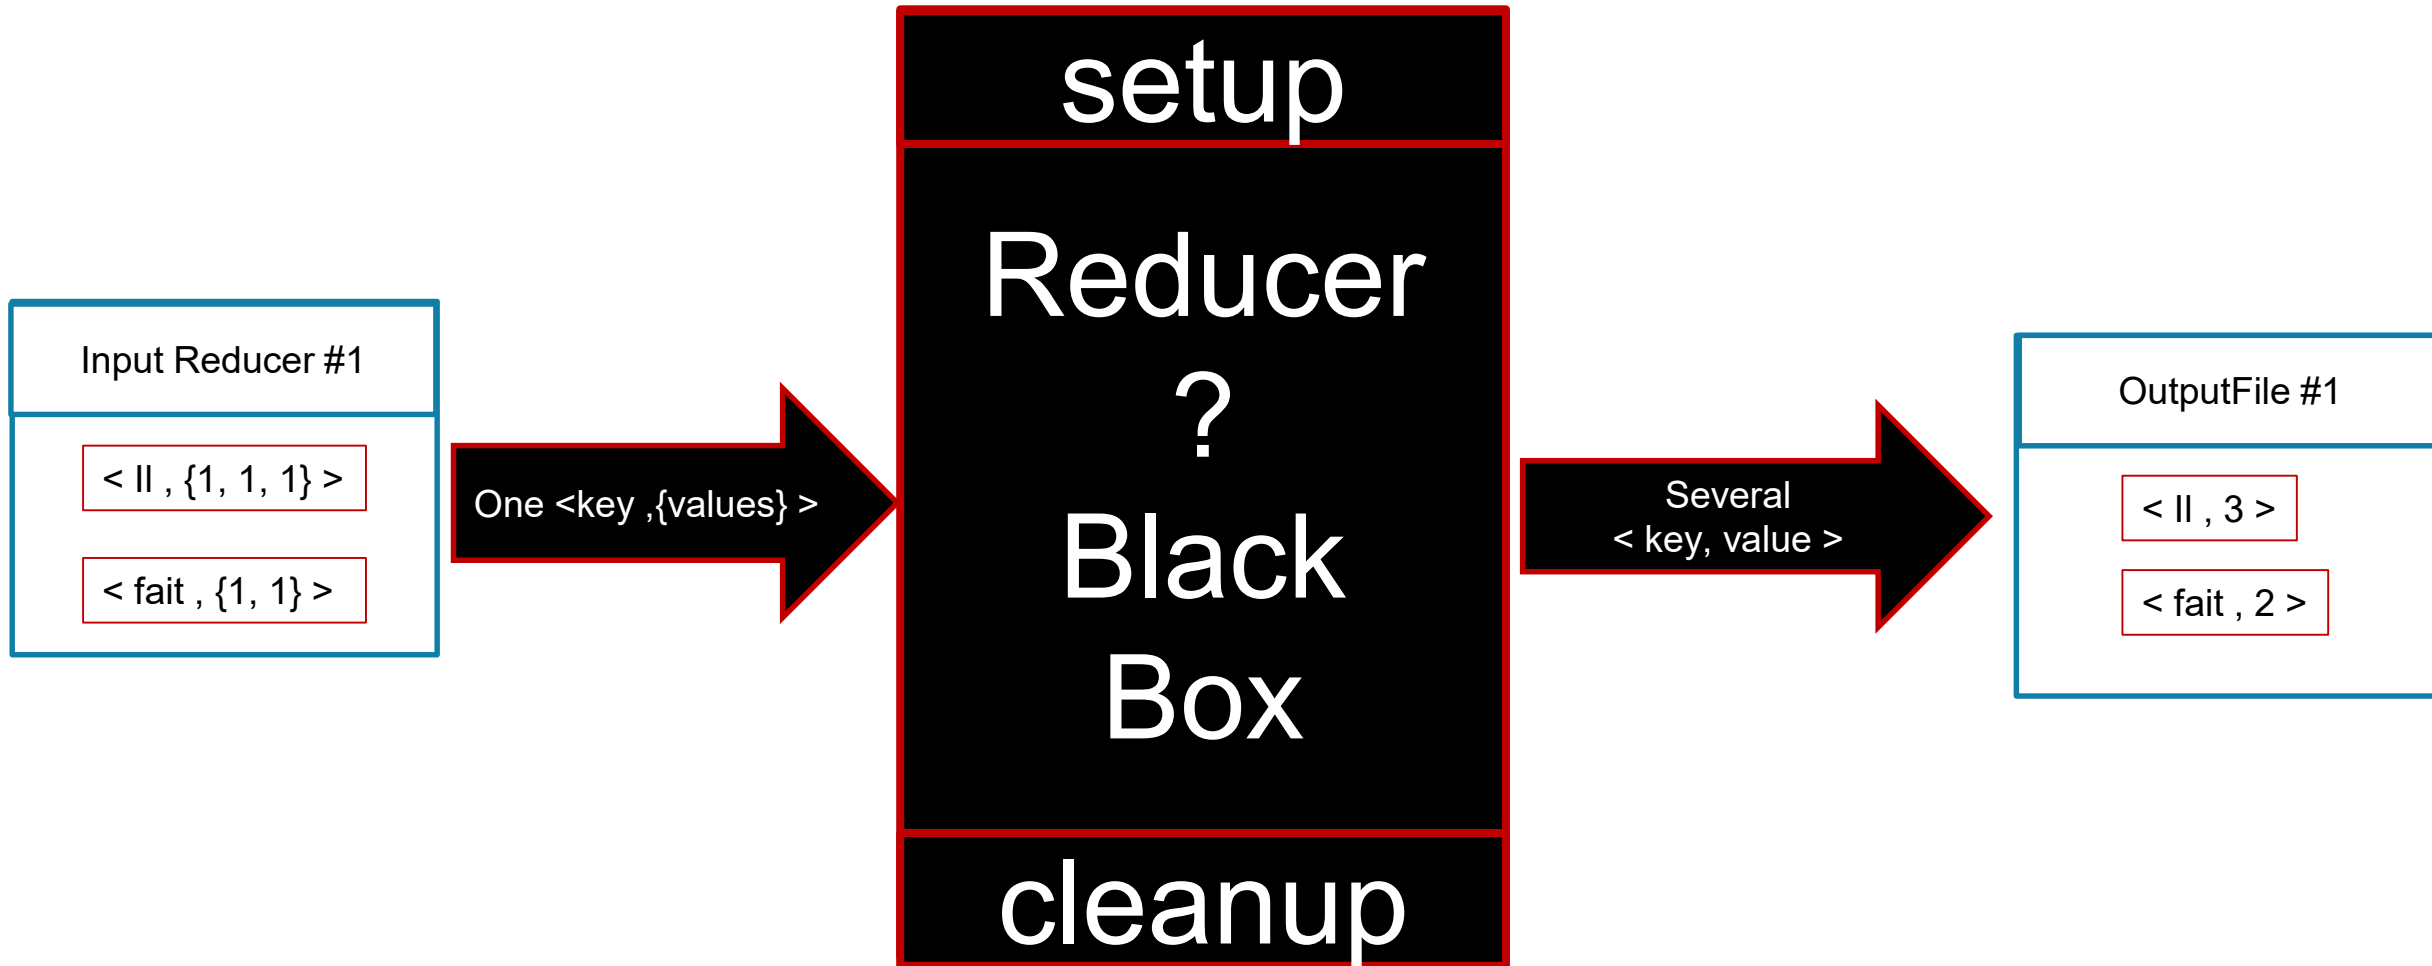 setup
Reducer
?
Black
Box
cleanup
Input Reducer #1
< Il , {1, 1, 1} >
< fait , {1, 1} >
One <key ,{values} >
Several
< key, value >
OutputFile #1
< Il , 3 >
< fait , 2 >